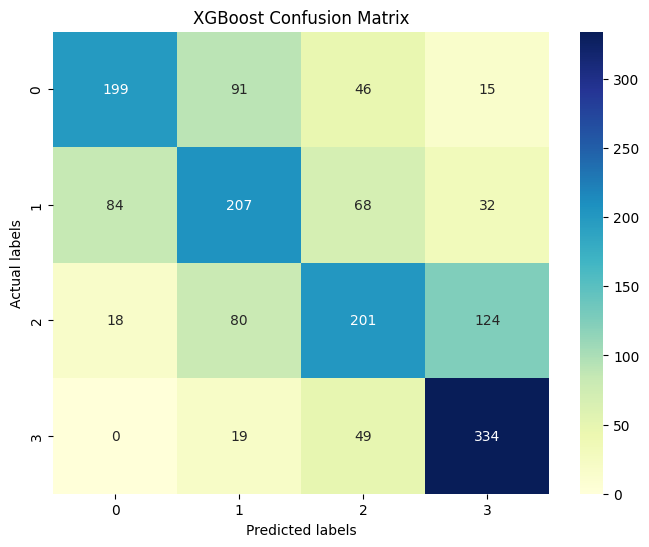 XGBoost Confusion Matrix
Actual labels
0 199 91 46 15
1 84 207 68 32
2 18 80 201 124
3 0 19 49 334
0 1 2 3
Predicted labels
300
250
200
150
100
50
0